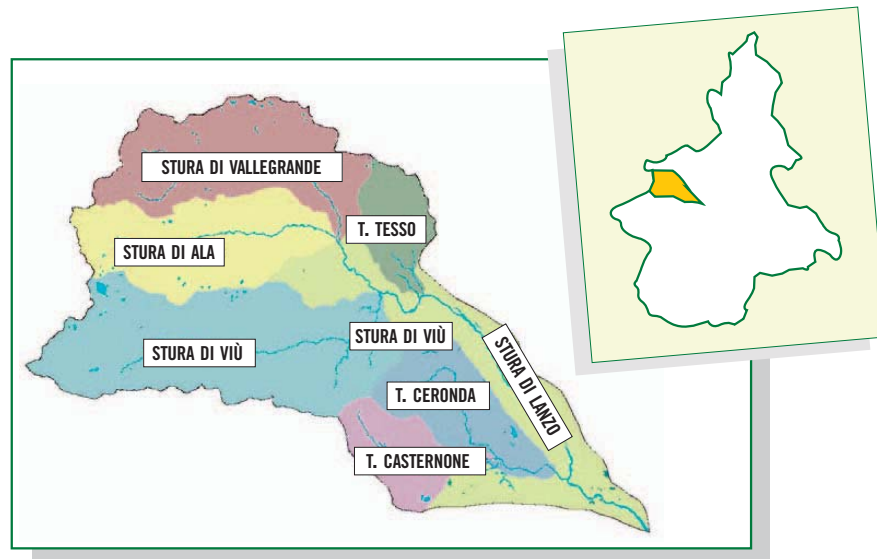 STURA DI VALLEGRANDE
T. TESSO
STURA DI ALA
STURA DI VIÙ
STURA DI VIÙ
STURA DI LANZO
T. CERONDA
T. CASTERNONE